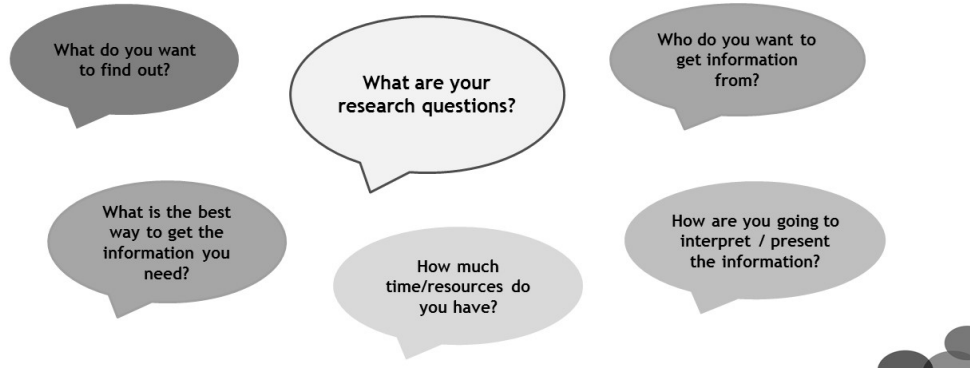 What do you want
to find out?
What are your
research questions?
Who do you want to
get information
from?
What is the best
way to get the
information you
need?
How much
time/resources do
you have?
How are you going to
interpret / present
the information?